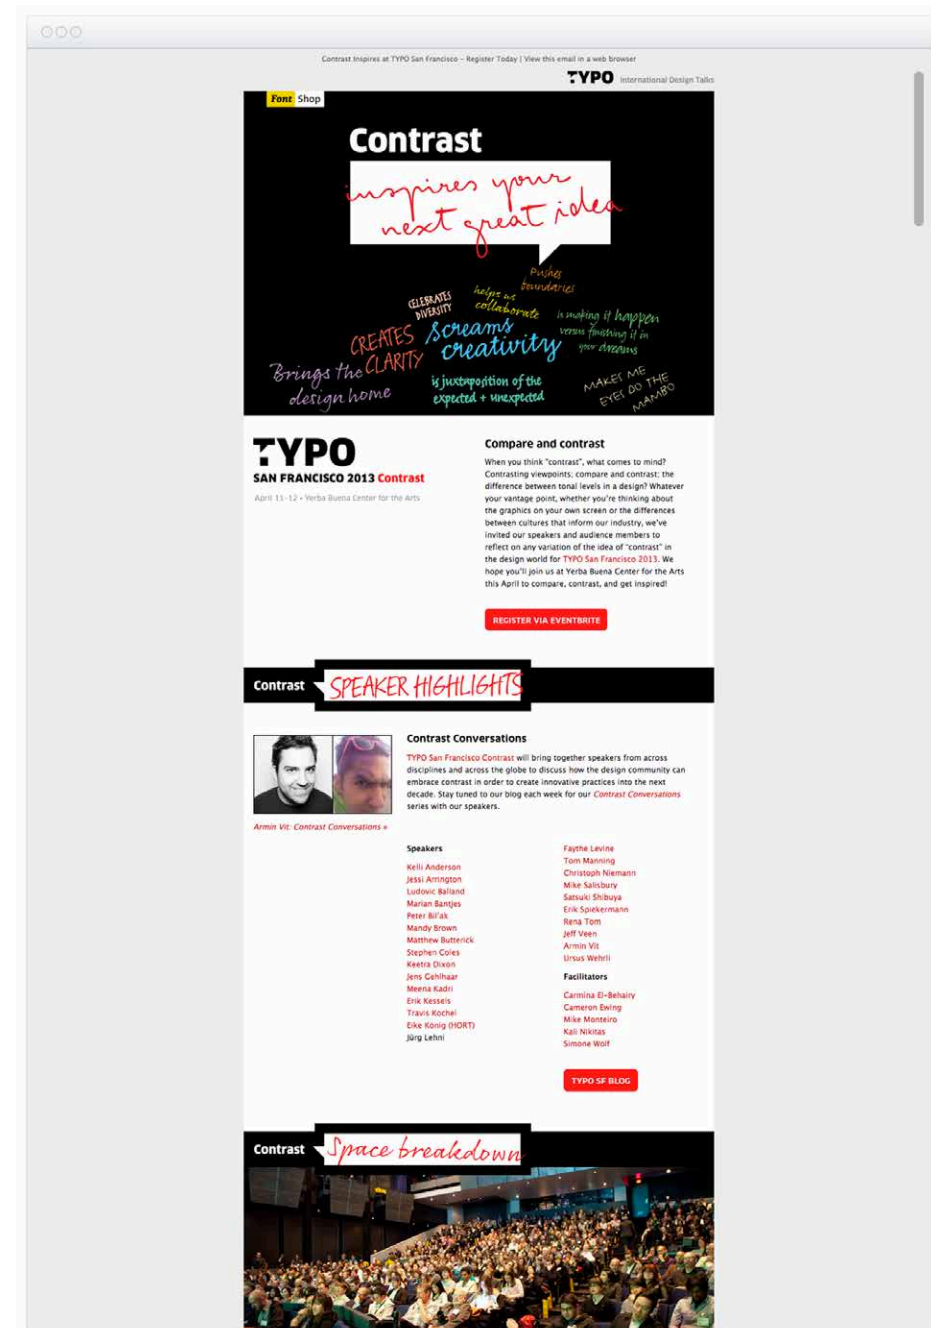 Contrast Inspires at TYPO San Francisco – Register Today | View this email in a web browser
TYPO International Design Talks
Font Shop
Contrast
inspires your
next great idea
Pushes
boundaries
helps us
collaborate
CELEBRATES
DIVERSITY
is making it happen
versus finishing it in
your dreams
CREATES
CLARITY
Screams
creativity
Brings the
design home
is juxtaposition of the
expected + unexpected
MAKES ME
EYES DO THE
MAMBO
TYPO
SAN FRANCISCO 2013 Contrast
April 11–12 • Yerba Buena Center for the Arts
Compare and contrast
When you think "contrast", what comes to mind?
Contrasting viewpoints; compare and contrast; the
difference between tonal levels in a design? Whatever
your vantage point, whether you're thinking about
the graphics on your own screen or the differences
between cultures that inform our industry, we've
invited our speakers and audience members to
reflect on any variation of the idea of "contrast" in
the design world for TYPO San Francisco 2013. We
hope you'll join us at Yerba Buena Center for the Arts
this April to compare, contrast, and get inspired!
REGISTER VIA EVENTBRITE
Contrast SPEAKER HIGHLIGHTS
Contrast Conversations
TYPO San Francisco Contrast will bring together speakers from across
disciplines and across the globe to discuss how the design community can
embrace contrast in order to create innovative practices into the next
decade. Stay tuned to our blog each week for our Contrast Conversations
series with our speakers.
Armin Vit: Contrast Conversations »
Speakers
Kelli Anderson
Jessi Arrington
Ludovic Balland
Marian Bantjes
Peter Bil'ak
Mandy Brown
Matthew Butterick
Stephen Coles
Keetra Dixon
Jens Gehlhaar
Meena Kadri
Erik Kessels
Travis Kochel
Eike König (HORT)
Jürg Lehni
Faythe Levine
Tom Manning
Christoph Niemann
Mike Salisbury
Satsuki Shibuya
Erik Spiekermann
Rena Tom
Jeff Veen
Armin Vit
Ursus Wehrli
Facilitators
Carmina El-Behairy
Cameron Ewing
Mike Monteiro
Kali Nikitas
Simone Wolf
TYPO SF BLOG
Contrast Space breakdown